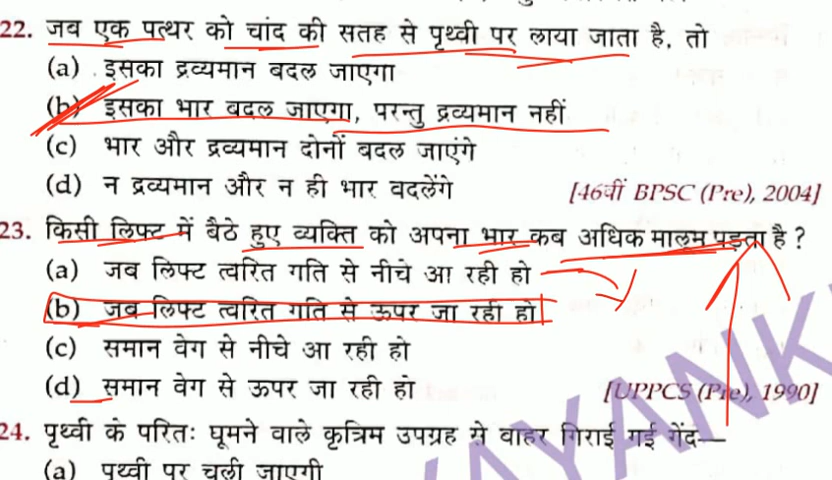 22. जब एक पत्थर को चांद की सतह से पृथ्वी पर लाया जाता है, तो
(a) इसका द्रव्यमान बदल जाएगा
(b) इसका भार बदल जाएगा, परन्तु द्रव्यमान नहीं
(c) भार और द्रव्यमान दोनों बदल जाएंगे
(d) न द्रव्यमान और न ही भार बदलेंगे [46वीं BPSC (Pre), 2004]
23. किसी लिफ्ट में बैठे हुए व्यक्ति को अपना भार कब अधिक मालूम पड़ता है ?
(a) जब लिफ्ट त्वरित गति से नीचे आ रही हो
(b) जब लिफ्ट त्वरित गति से ऊपर जा रही हो
(c) समान वेग से नीचे आ रही हो
(d) समान वेग से ऊपर जा रही हो [UPPCS (Pre), 1990]
24. पृथ्वी के परितः घूमने वाले कृत्रिम उपग्रह से बाहर गिराई गई गेंद—
(a) पृथ्वी पर चली जाएगी